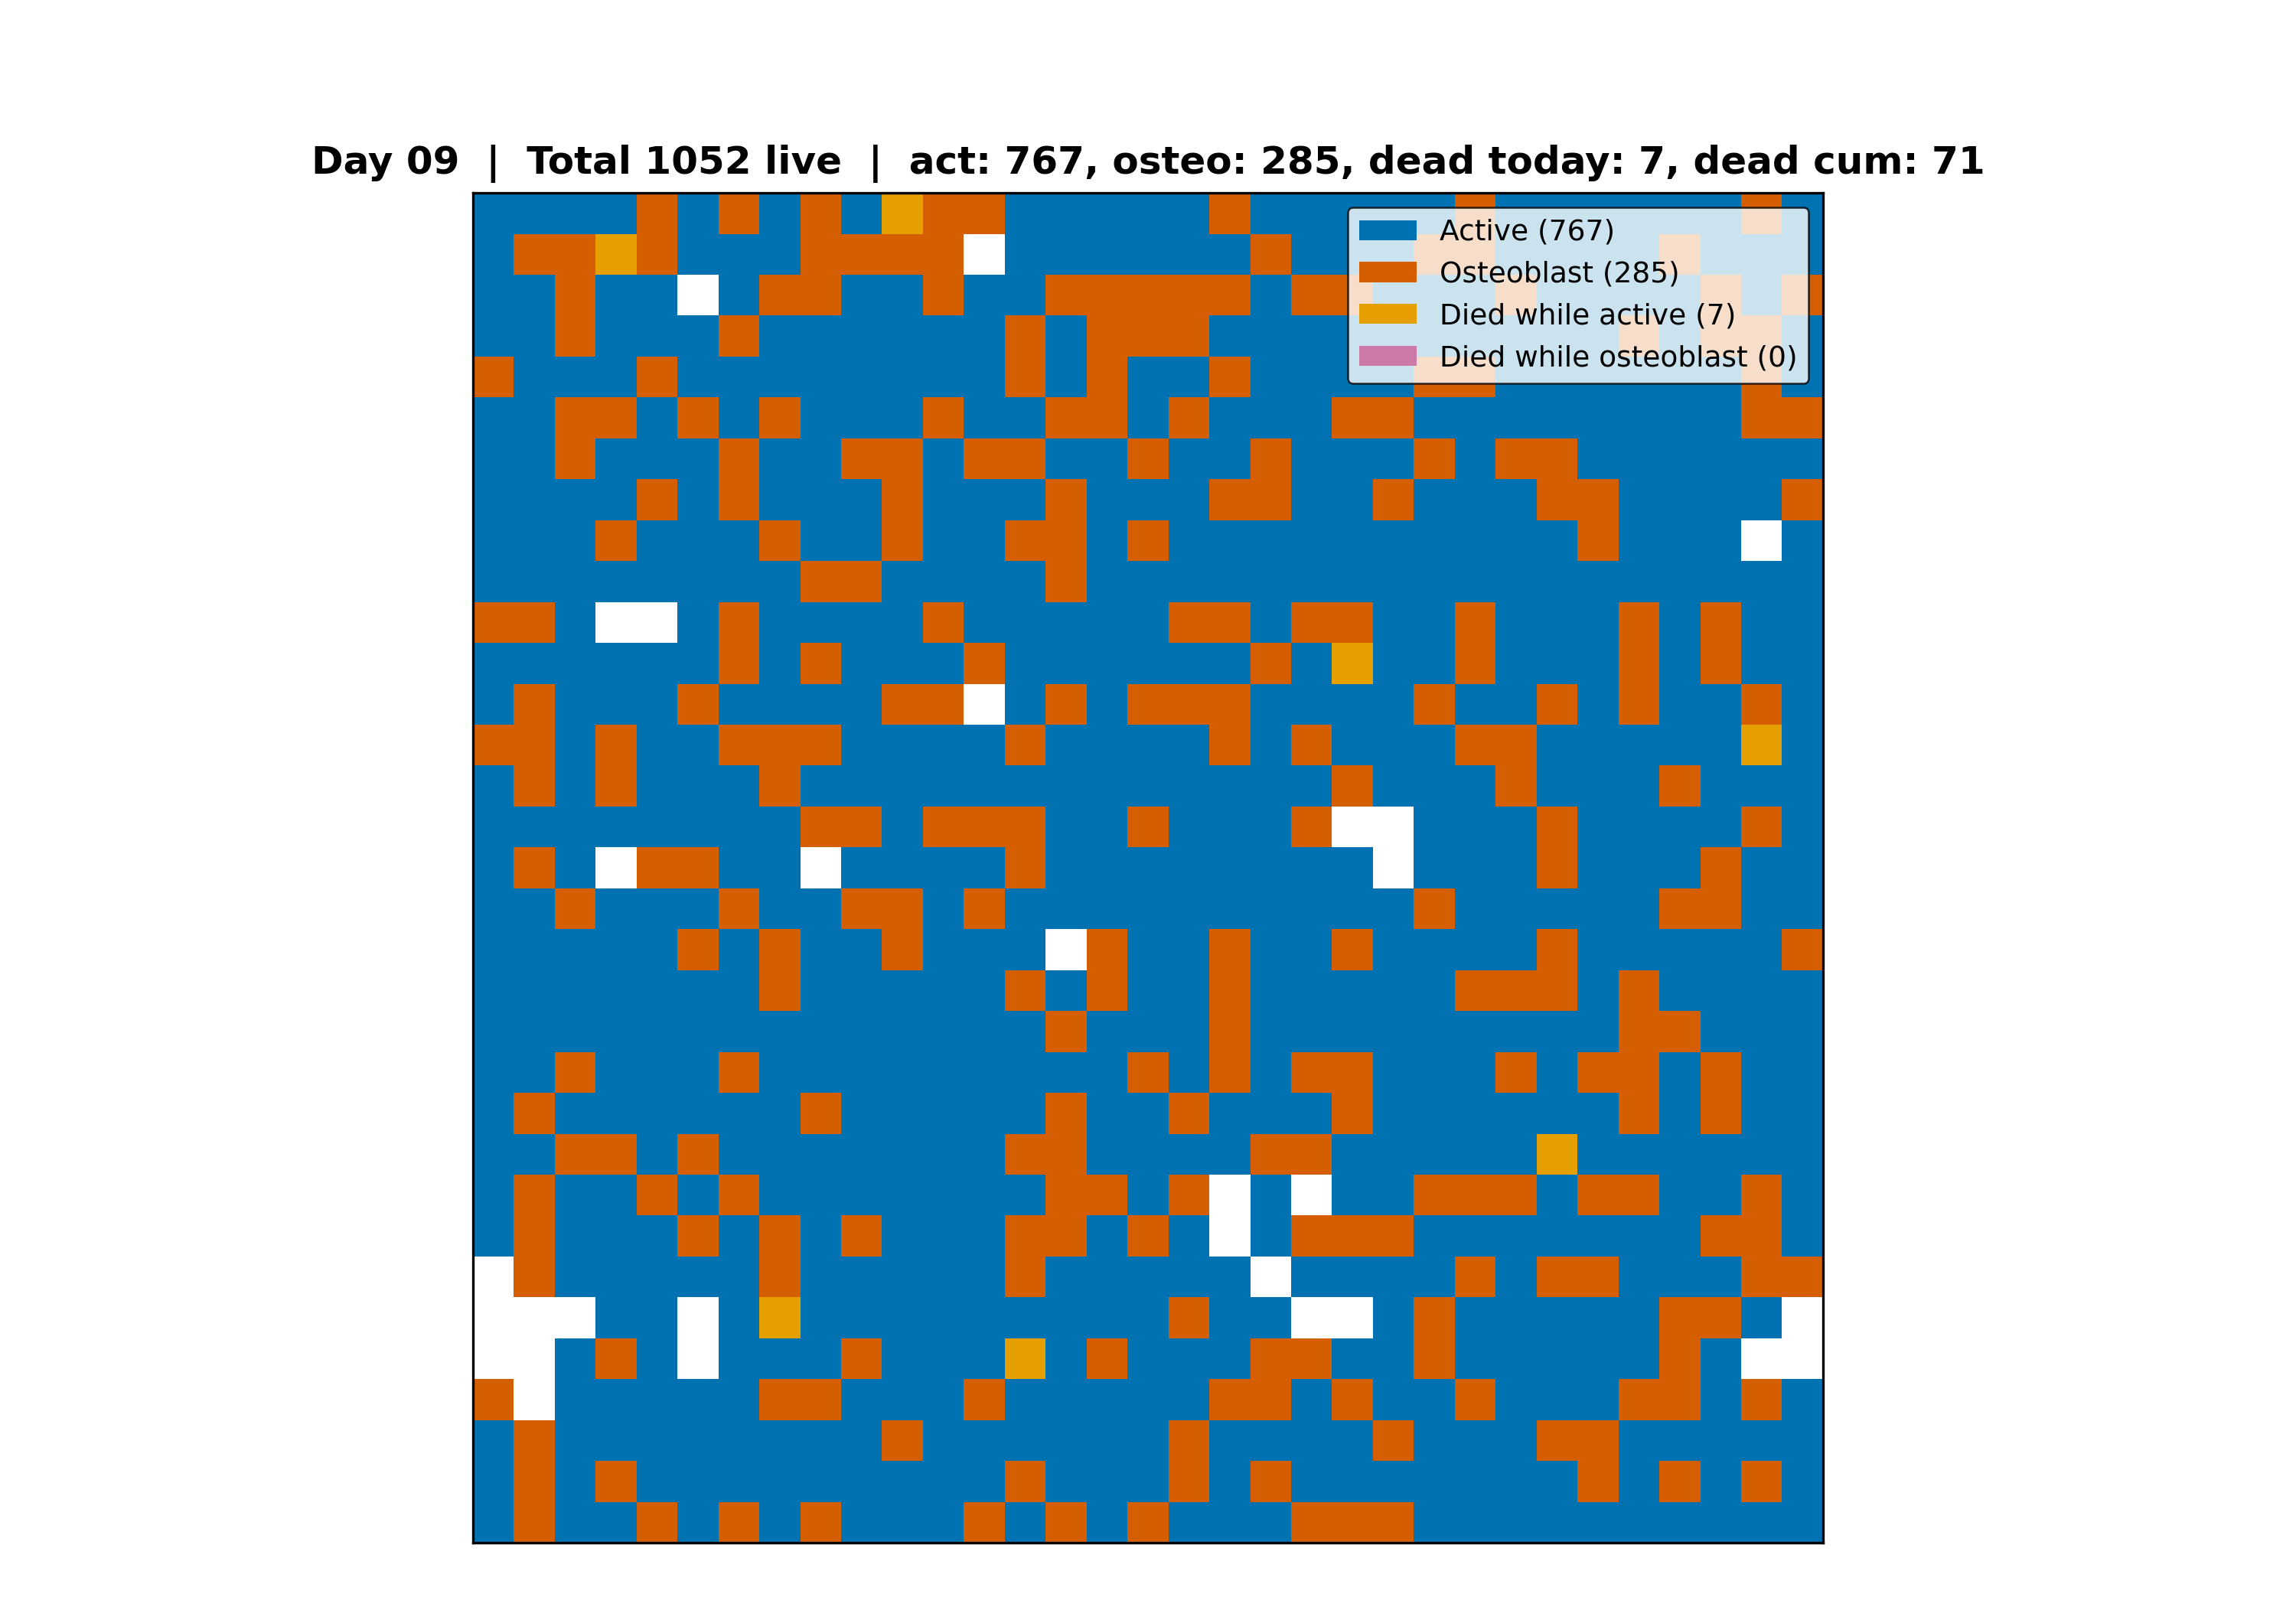 Day 09 | Total 1052 live | act: 767, osteo: 285, dead today: 7, dead cum: 71
Active (767)
Osteoblast (285)
Died while active (7)
Died while osteoblast (0)